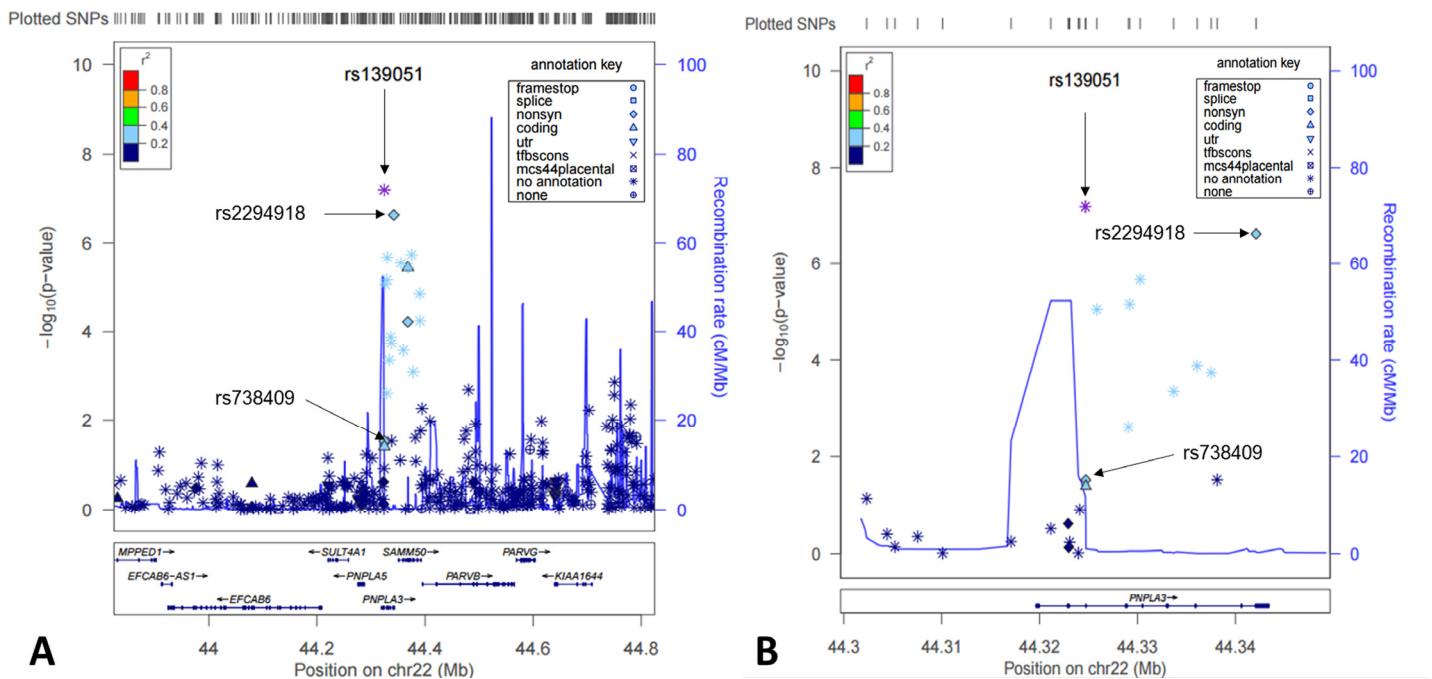 Plotted SNPs
10
8
6
4
2
0
−log10(p−value)
r2
0.8
0.6
0.4
0.2
rs139051
rs2294918
rs738409
annotation key
framestop
splice
nonsyn
coding
utr
tfbscons
mcs44placental
no annotation
none
100
80
60
40
20
0
Recombination rate (cM/Mb)
MPPED1→
←SULT4A1
SAMM50→
PARVG→
EFCAB6−AS1→
←PNPLA5
PARVB→
←KIAA1644
←EFCAB6
PNPLA3→
44
44.2
44.4
44.6
44.8
Position on chr22 (Mb)
A
Plotted SNPs
10
8
6
4
2
0
−log10(p−value)
r2
0.8
0.6
0.4
0.2
rs139051
rs2294918
rs738409
annotation key
framestop
splice
nonsyn
coding
utr
tfbscons
mcs44placental
no annotation
none
100
80
60
40
20
0
Recombination rate (cM/Mb)
PNPLA3→
44.3
44.31
44.32
44.33
44.34
Position on chr22 (Mb)
B